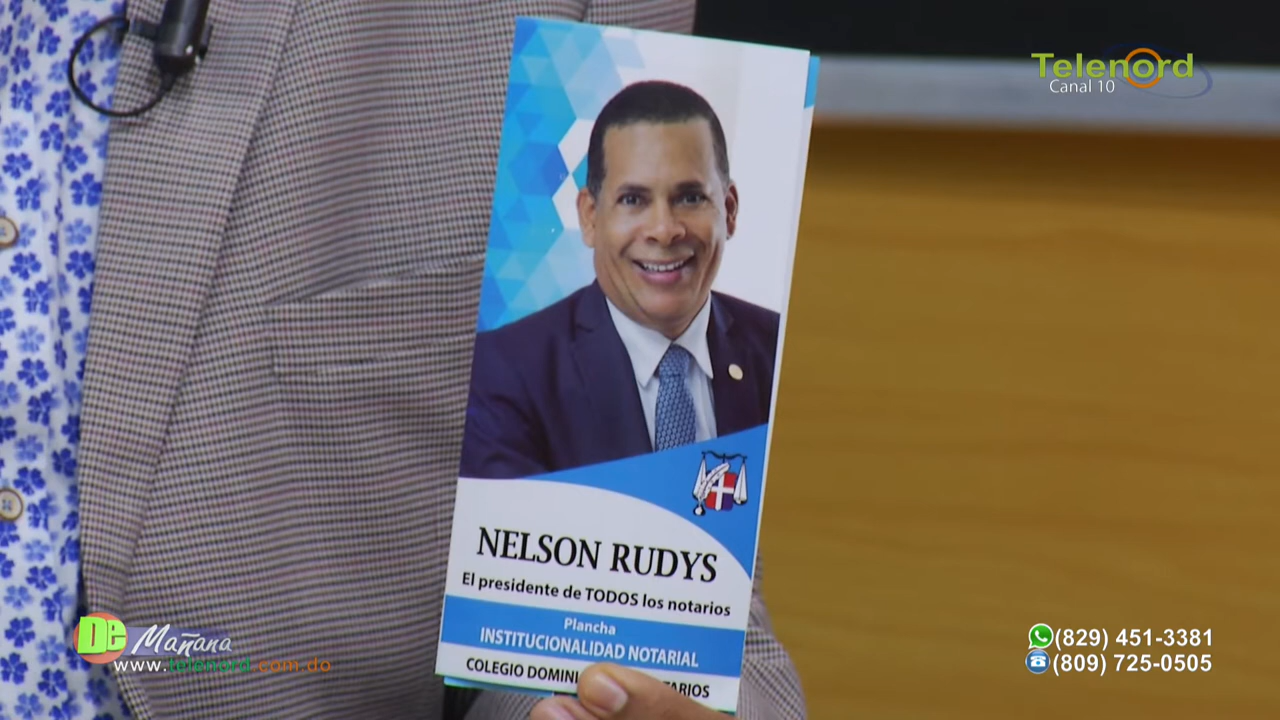 Telenord
Canal 10
NELSON RUDYS
El presidente de TODOS los notarios
Plancha
INSTITUCIONALIDAD NOTARIAL
COLEGIO
De Mañana
www.telenord.com.do
(829) 451-3381
(809) 725-0505